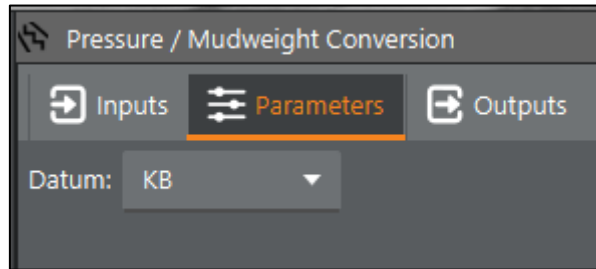 Pressure / Mudweight Conversion
Inputs Parameters Outputs
Datum: KB